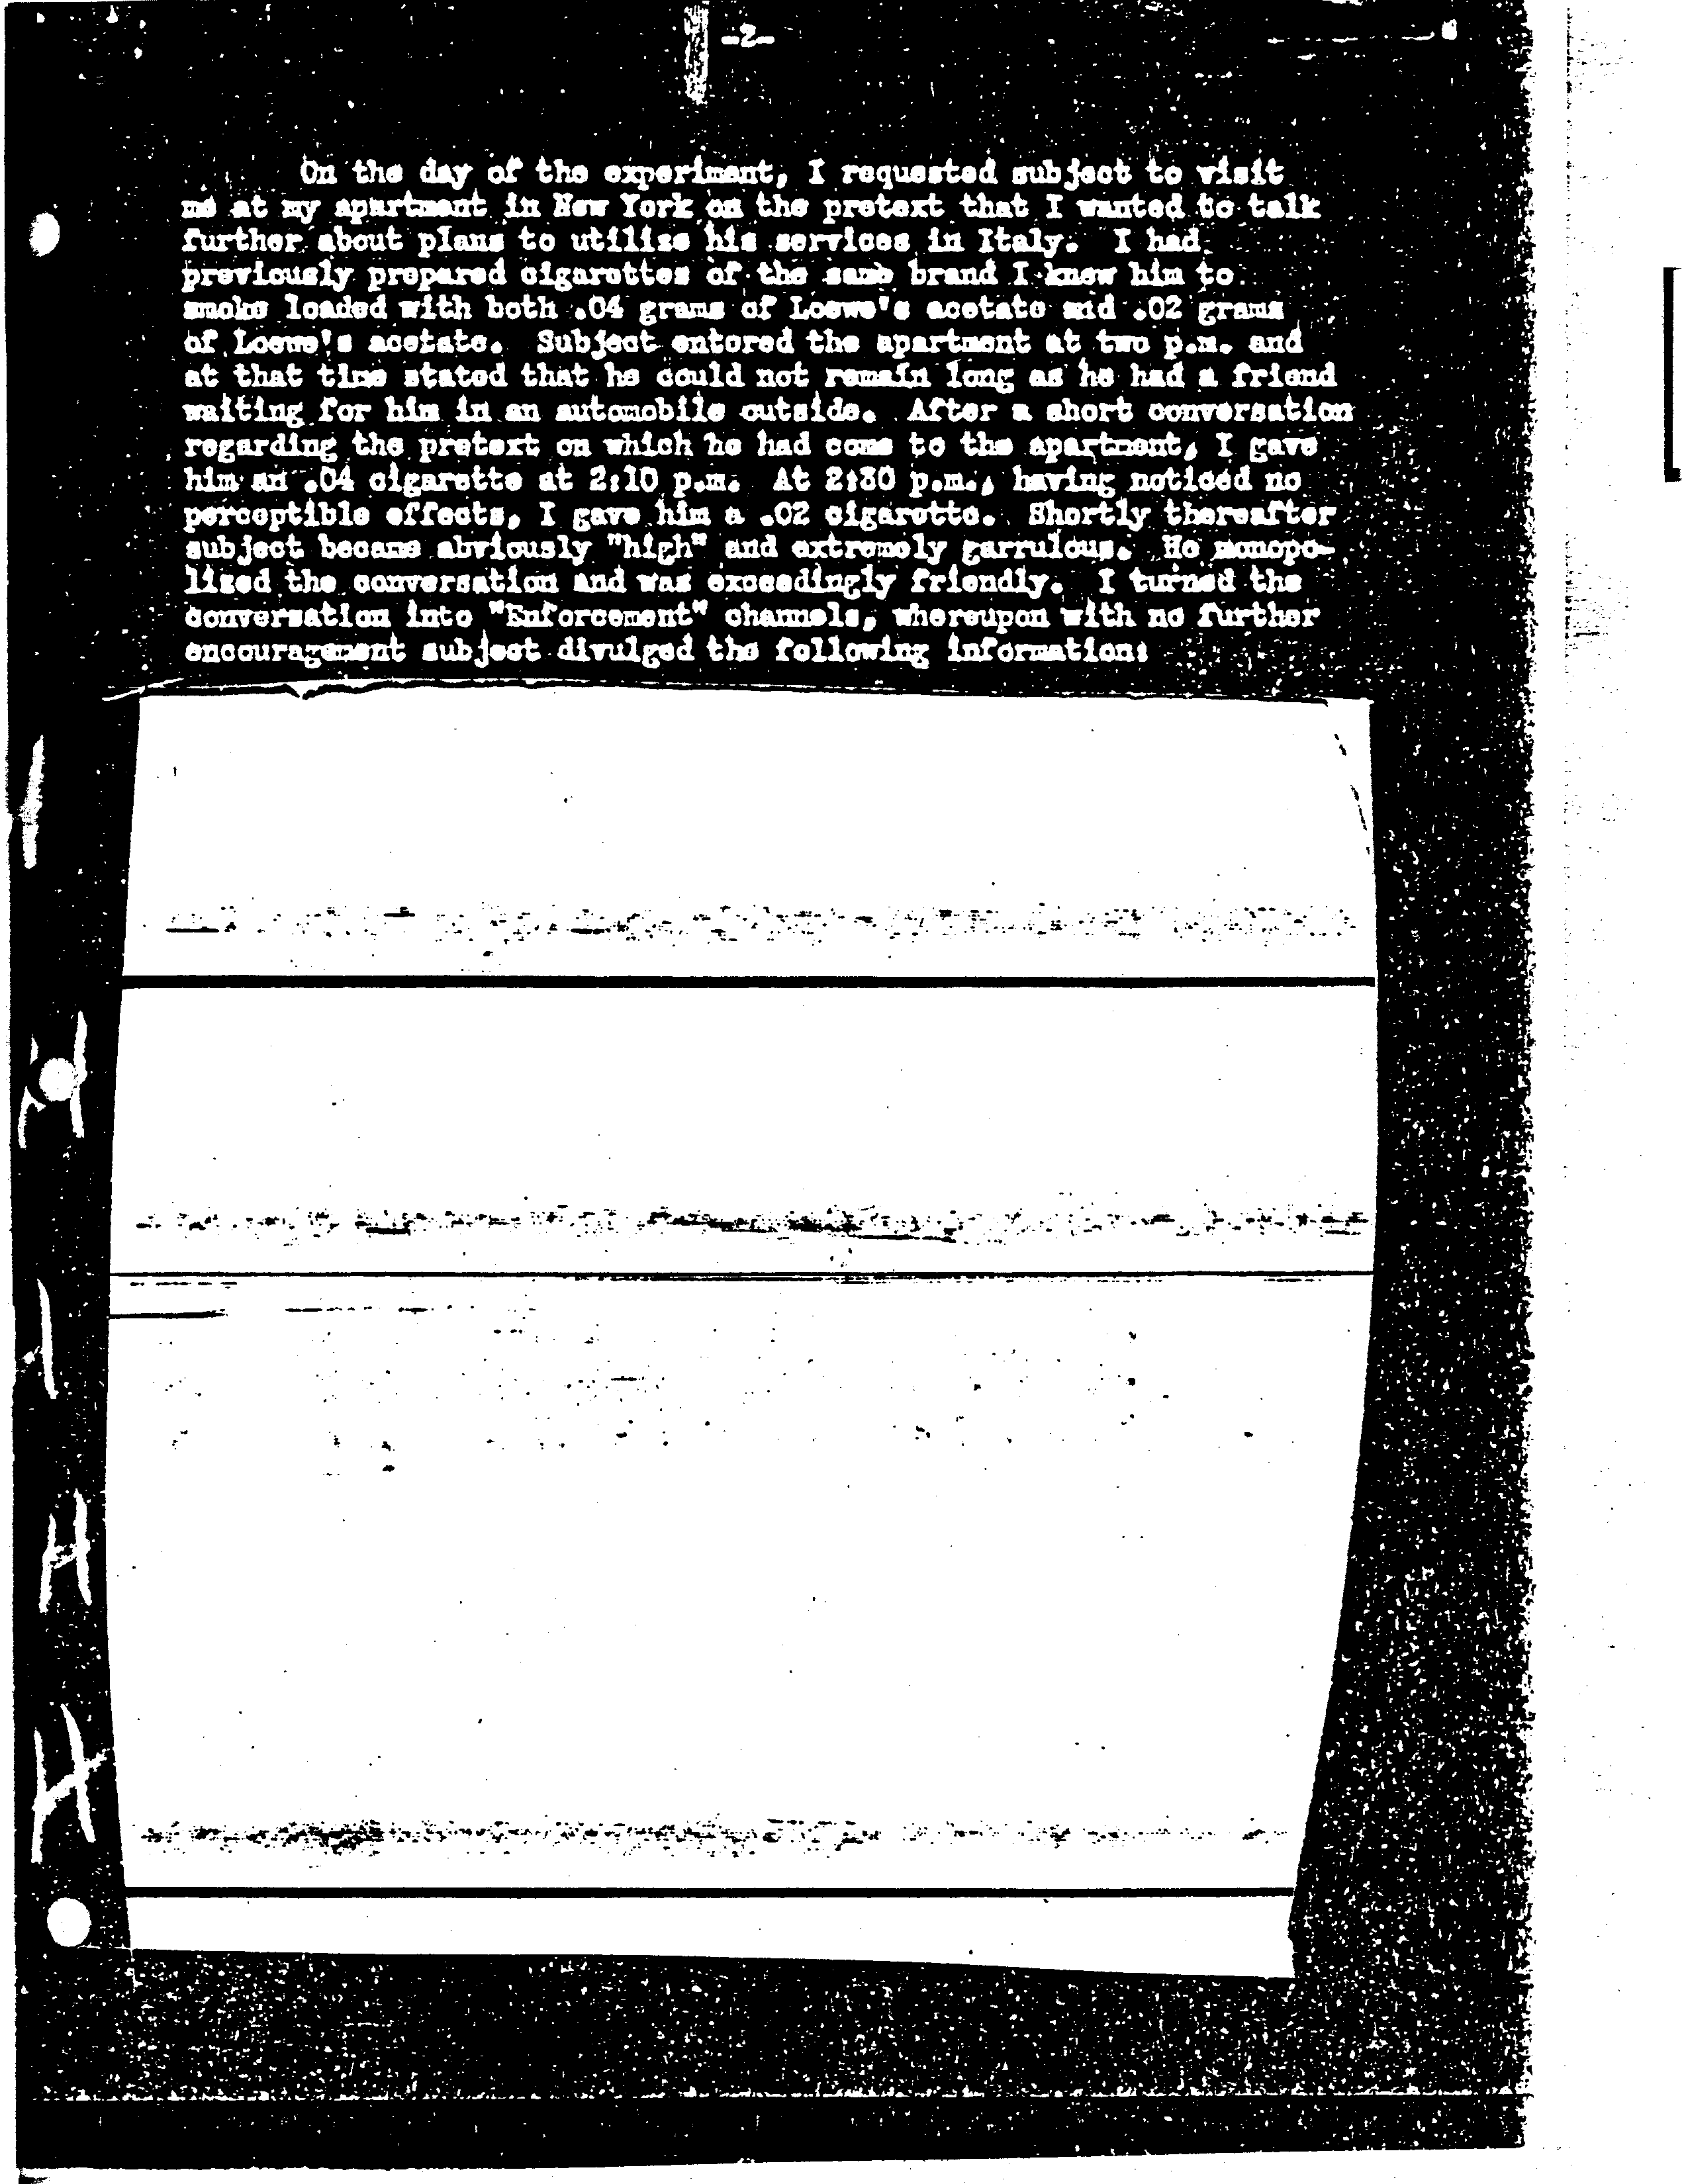 -2-
On the day of the experiment, I requested subject to visit
me at my apartment in New York on the pretext that I wanted to talk
further about plans to utilize his services in Italy. I had
previously prepared cigarettes of the same brand I knew him to
smoke loaded with both .04 grams of Loewe's acetate and .02 grams
of Loewe's acetate. Subject entered the apartment at two p.m. and
at that time stated that he could not remain long as he had a friend
waiting for him in an automobile outside. After a short conversation
regarding the pretext on which he had come to the apartment, I gave
him an .04 cigarette at 2:10 p.m. At 2:30 p.m., having noticed no
perceptible effects, I gave him a .02 cigarette. Shortly thereafter
subject became abviously "high" and extremely garrulous. He monopo-
lized the conversation and was exceedingly friendly. I turned the
conversation into "Enforcement" channels, whereupon with no further
encouragement subject divulged the following information: